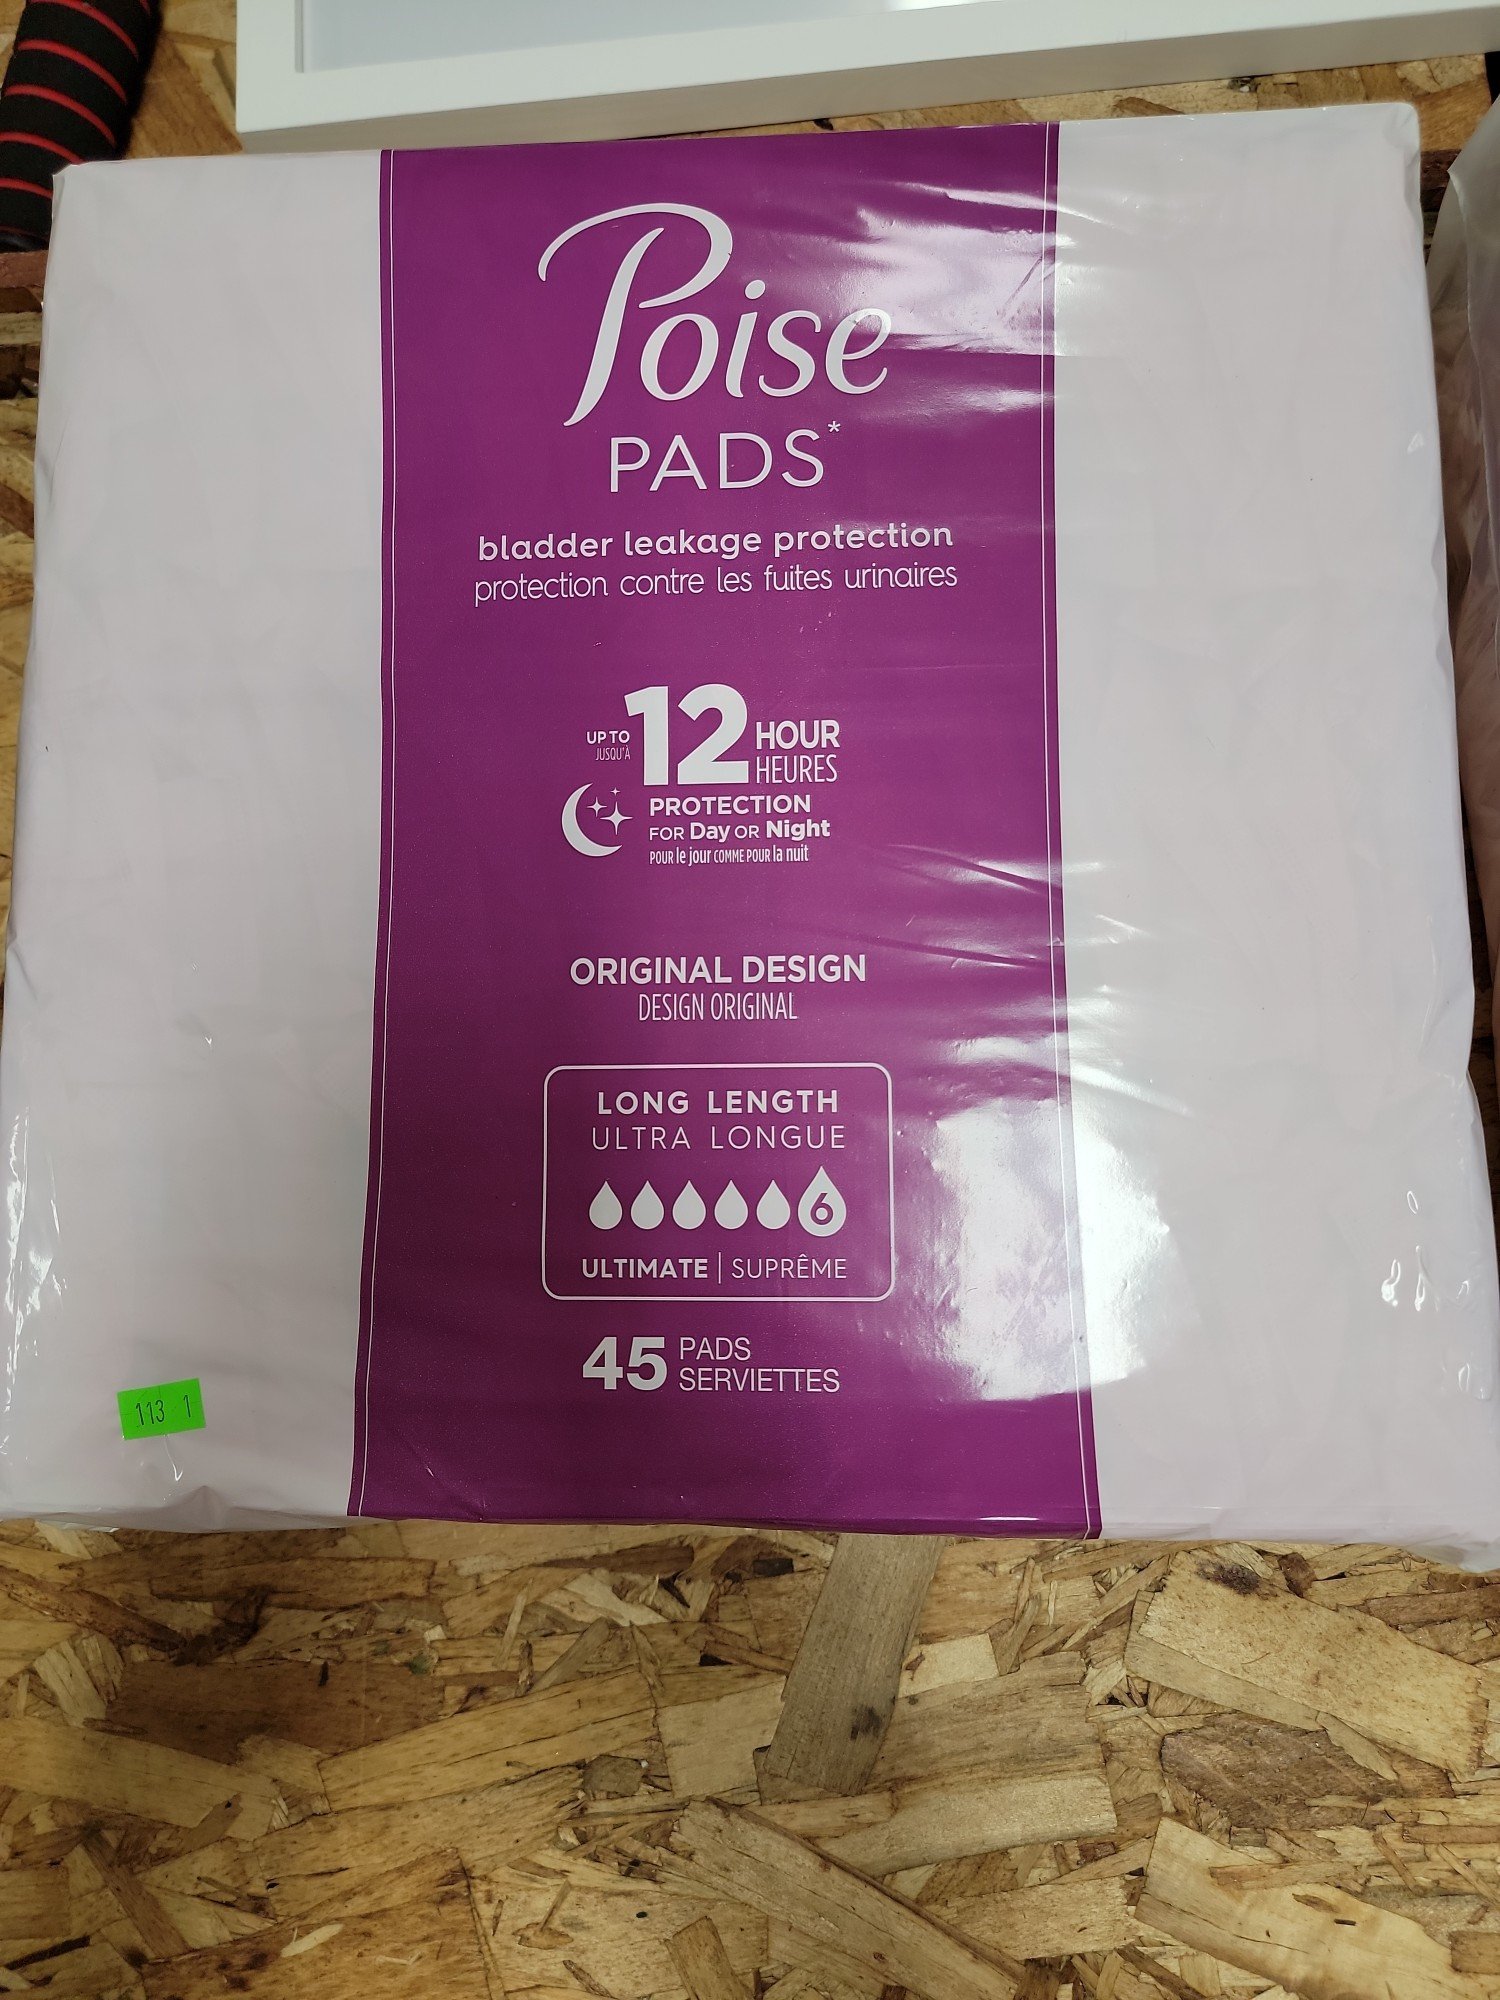 Poise
PADS*
bladder leakage protection
protection contre les fuites urinaires
UP TO 12 HOUR
JUSQU'À HEURES
PROTECTION
FOR Day OR Night
POUR le jour COMME POUR la nuit
ORIGINAL DESIGN
DESIGN ORIGINAL
LONG LENGTH
ULTRA LONGUE
6
ULTIMATE | SUPRÊME
45 PADS
SERVIETTES
113 1